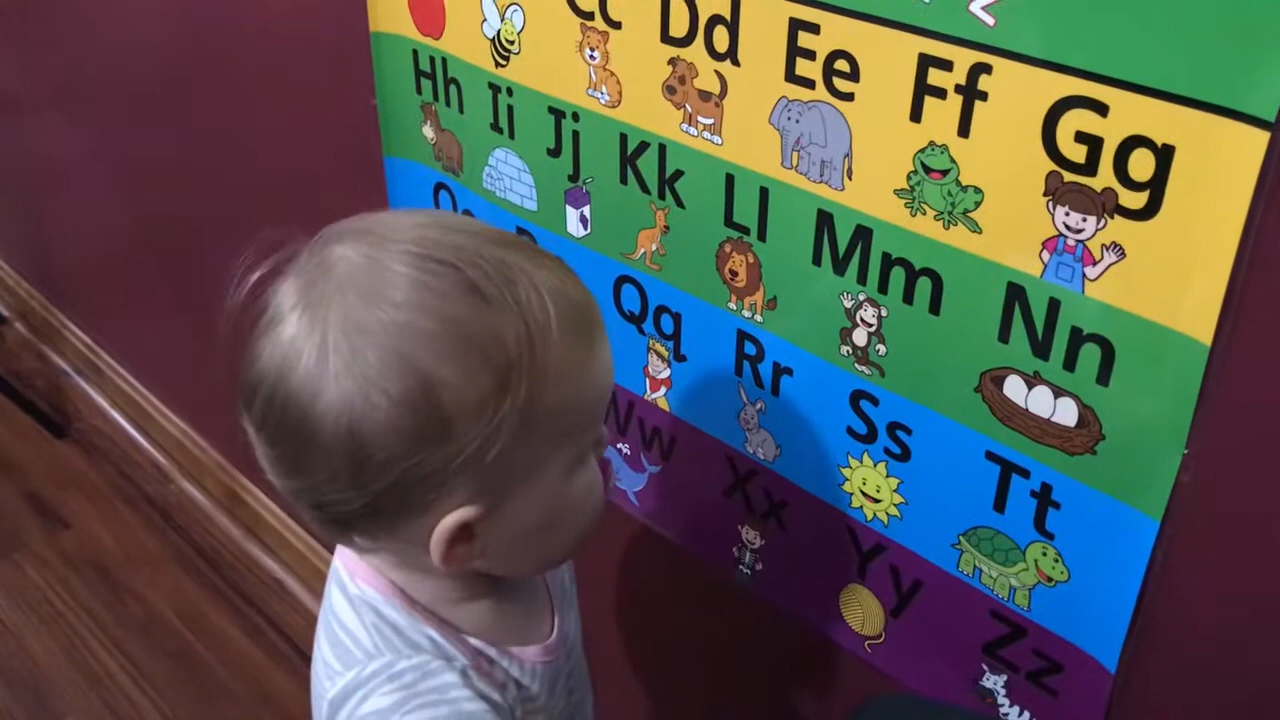 Z
Cc Dd Ee Ff Gg
Hh Ii Jj Kk Ll Mm Nn
Oo Qq Rr Ss Tt
Ww Xx Yy Zz